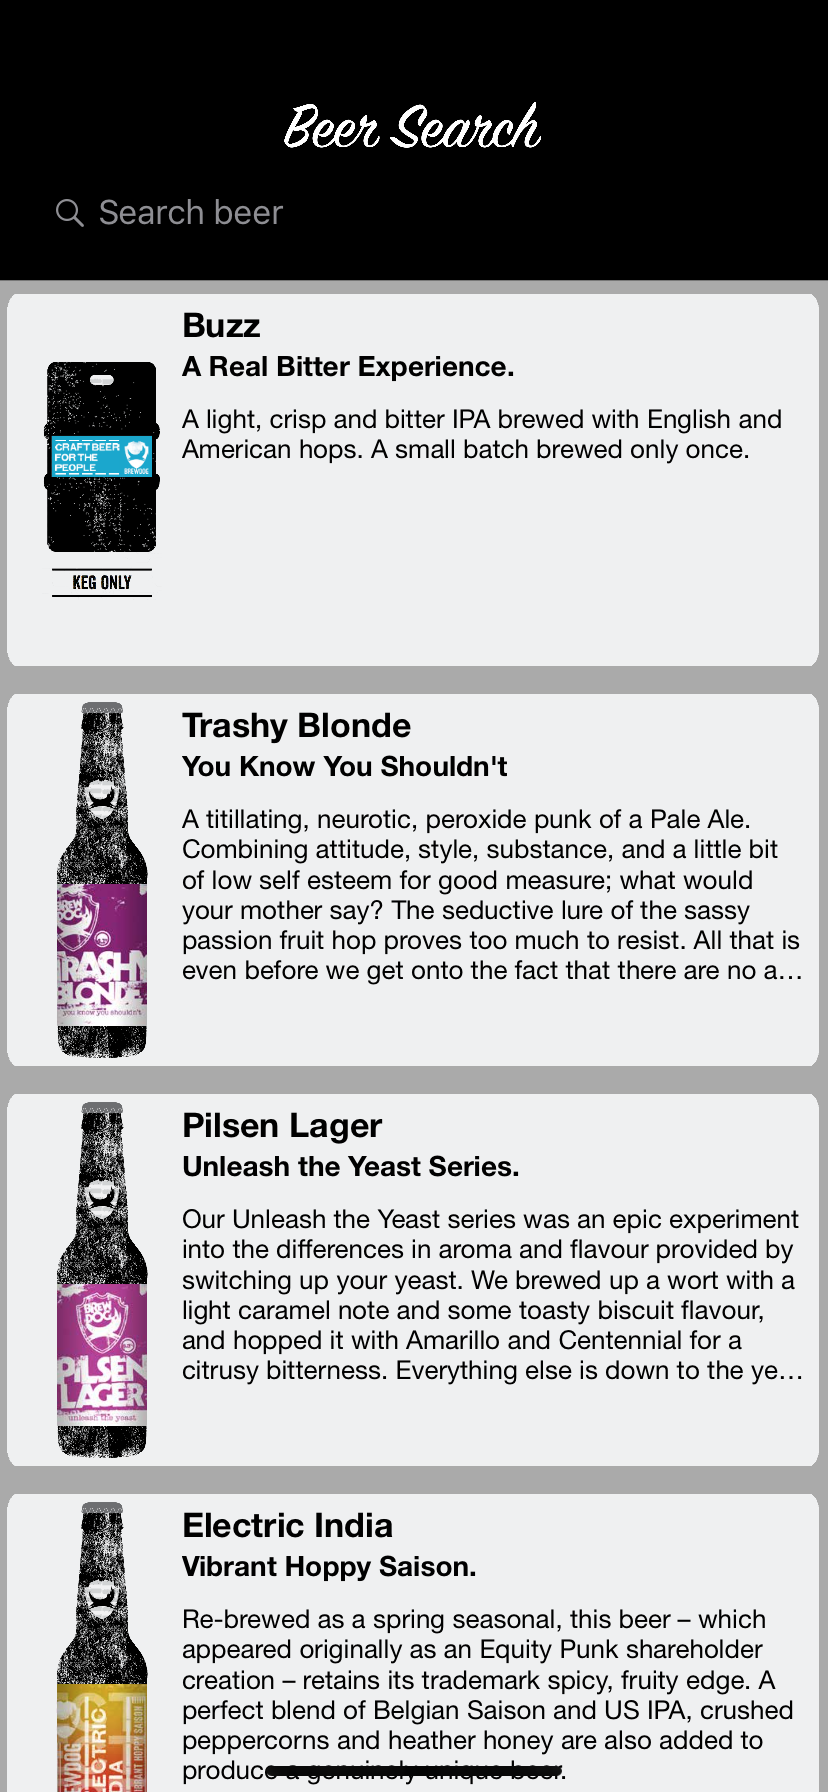 Beer Search
Search beer
Buzz
A Real Bitter Experience.
A light, crisp and bitter IPA brewed with English and
American hops. A small batch brewed only once.
CRAFT BEER
FOR THE
PEOPLE
BREWDOG
KEG ONLY
Trashy Blonde
You Know You Shouldn't
A titillating, neurotic, peroxide punk of a Pale Ale.
Combining attitude, style, substance, and a little bit
of low self esteem for good measure; what would
your mother say? The seductive lure of the sassy
passion fruit hop proves too much to resist. All that is
even before we get onto the fact that there are no a…
BREW
DOG
TRASHY
BLONDE
you know you shouldn't
Pilsen Lager
Unleash the Yeast Series.
Our Unleash the Yeast series was an epic experiment
into the differences in aroma and flavour provided by
switching up your yeast. We brewed up a wort with a
light caramel note and some toasty biscuit flavour,
and hopped it with Amarillo and Centennial for a
citrusy bitterness. Everything else is down to the ye…
BREW
DOG
PILSEN
LAGER
unleash the yeast
Electric India
Vibrant Hoppy Saison.
Re-brewed as a spring seasonal, this beer – which
appeared originally as an Equity Punk shareholder
creation – retains its trademark spicy, fruity edge. A
perfect blend of Belgian Saison and US IPA, crushed
peppercorns and heather honey are also added to
produce a genuinely unique beer.
EWDOG
ECTRIC
DIA
IBRANT HOPPY SAISON